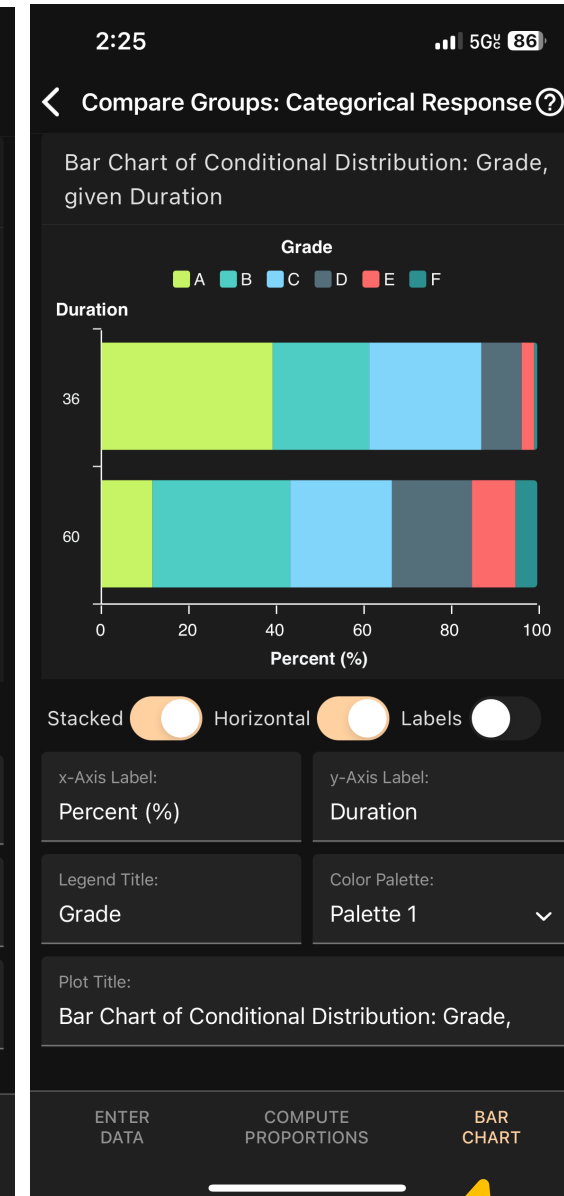 2:25 5G 86
Compare Groups: Categorical Response ?
Bar Chart of Conditional Distribution: Grade,
given Duration
Grade
A B C D E F
Duration
36
60
0 20 40 60 80 100
Percent (%)
Stacked Horizontal Labels
x-Axis Label: y-Axis Label:
Percent (%) Duration
Legend Title: Color Palette:
Grade Palette 1
Plot Title:
Bar Chart of Conditional Distribution: Grade,
ENTER COMPUTE BAR
DATA PROPORTIONS CHART